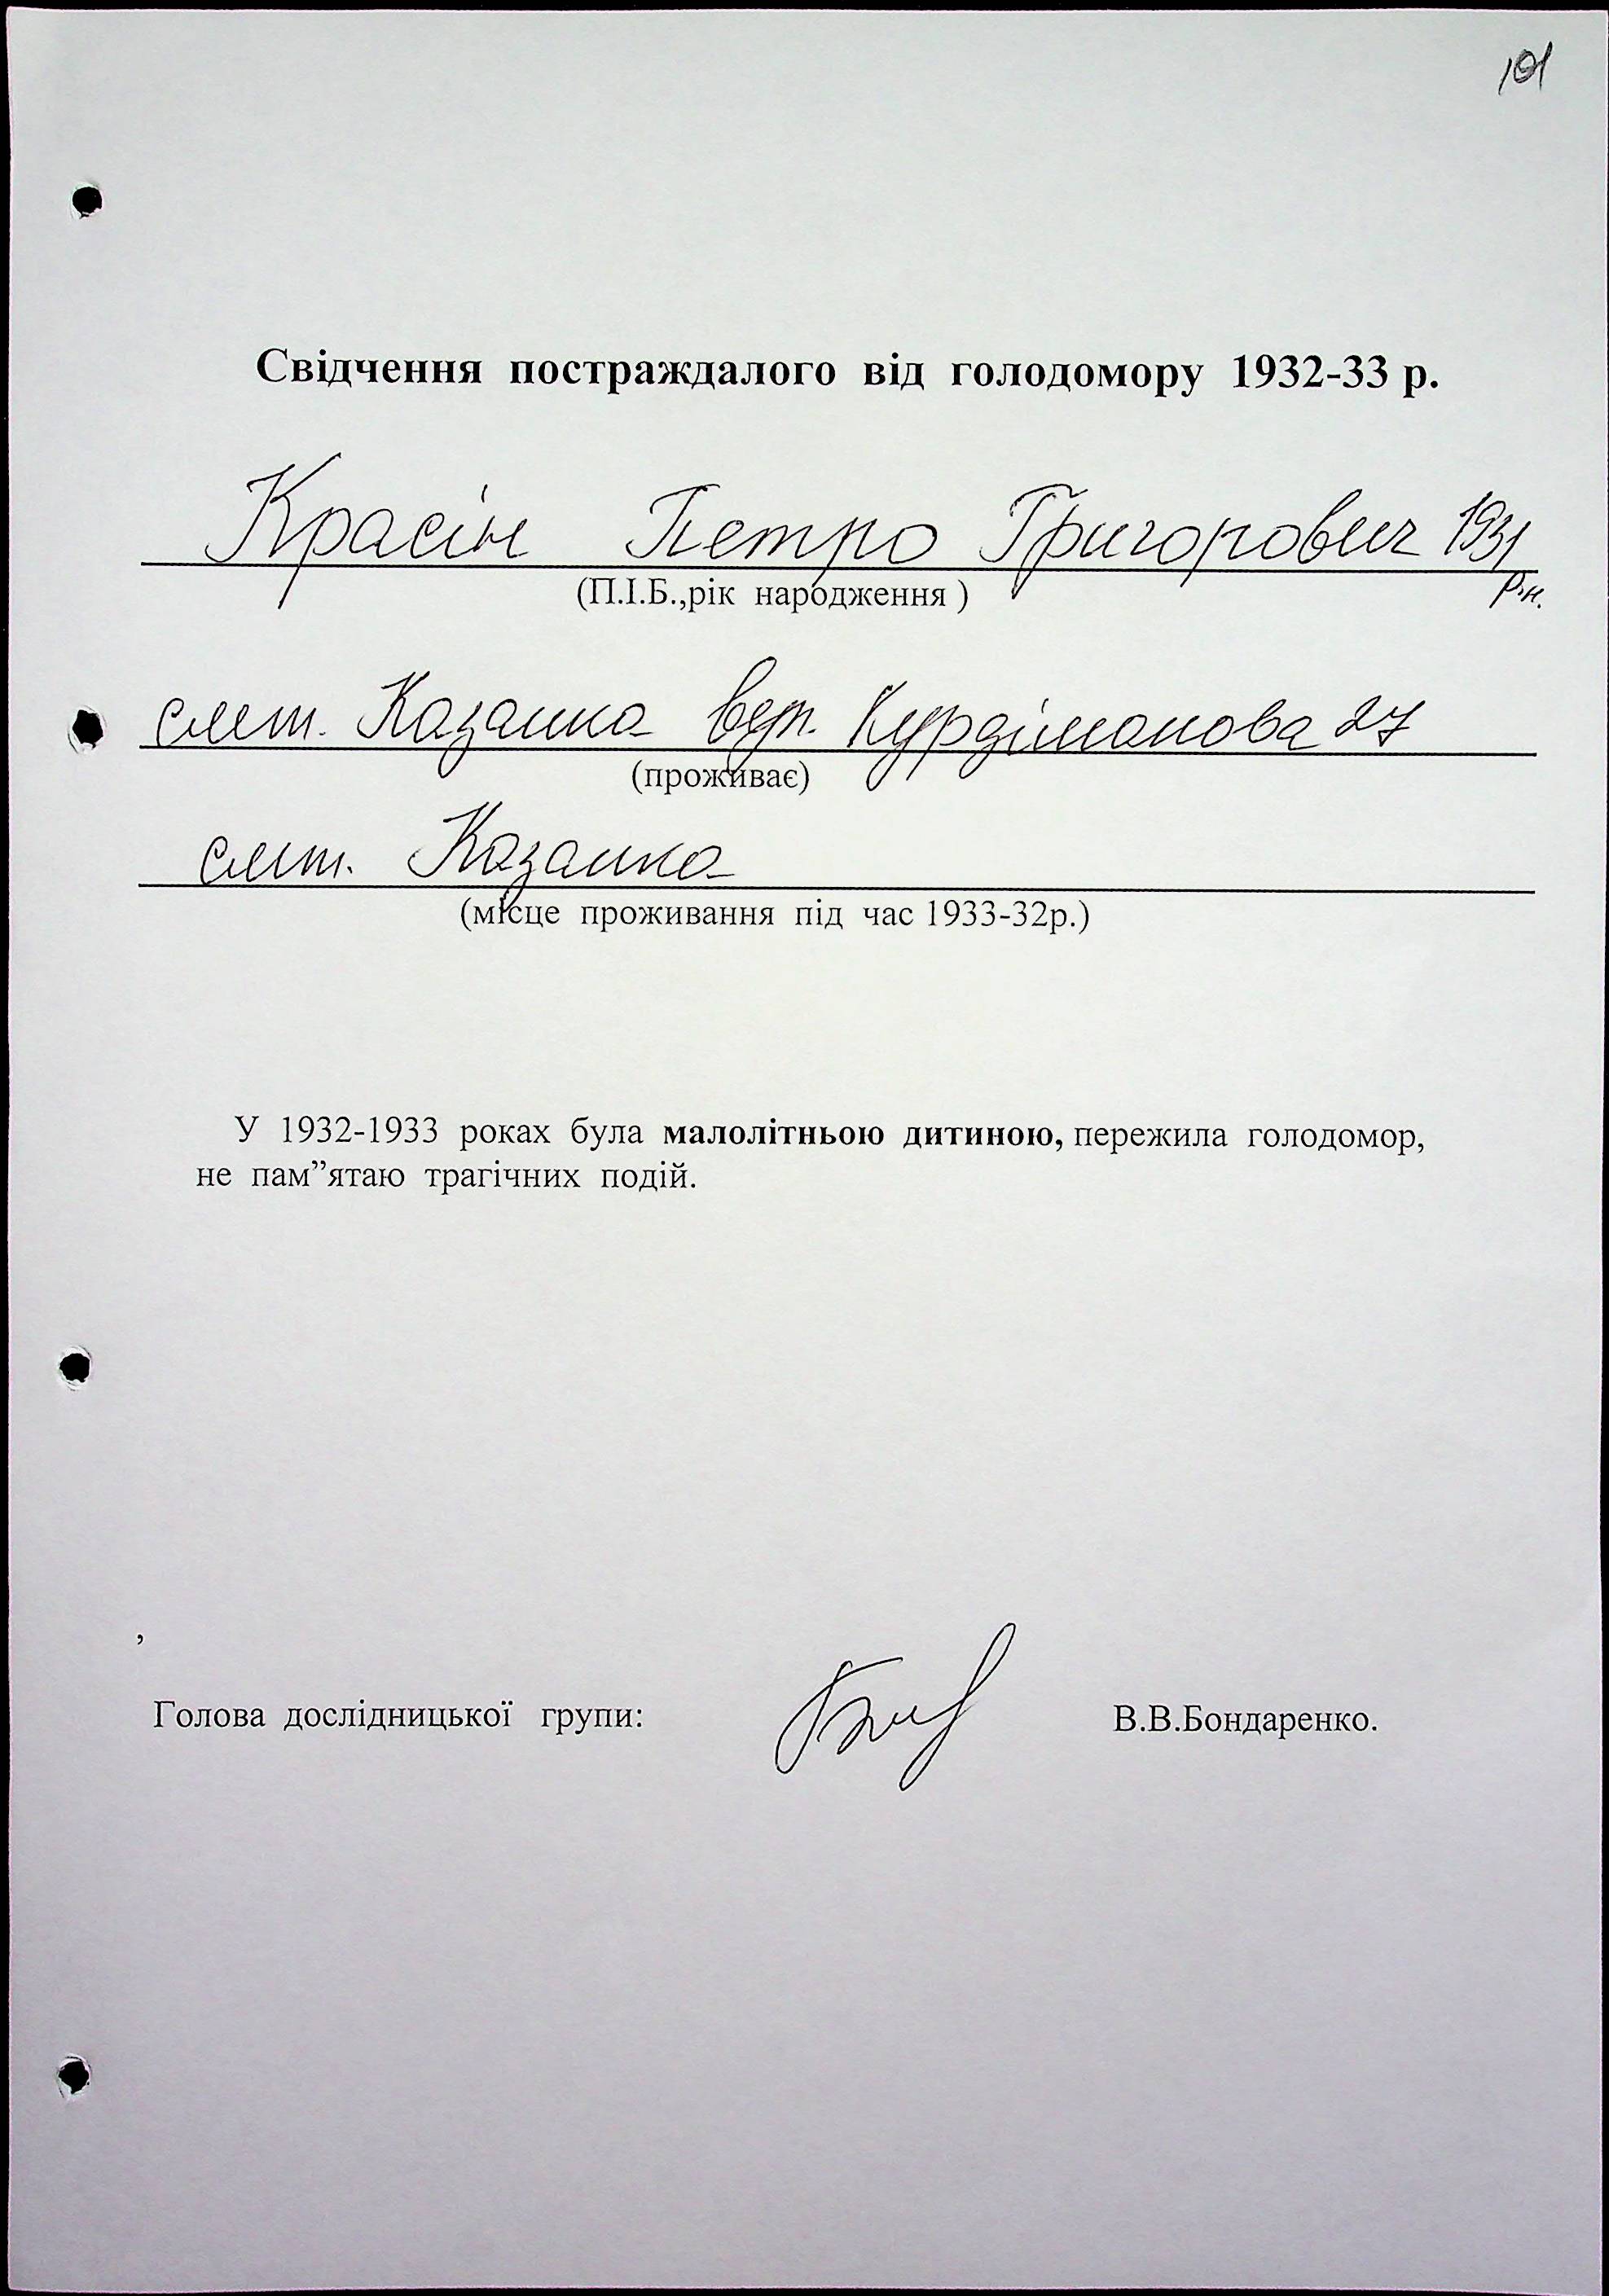 101
Свідчення постраждалого від голодомору 1932-33 р.
Красін Петро Григорович 1931
(П.І.Б.,рік народження ) р.н.
смт. Казанка вул. Курдіманова 27
(проживає)
смт. Казанка
(місце проживання під час 1933-32р.)
У 1932-1933 роках була малолітньою дитиною, пережила голодомор,
не пам”ятаю трагічних подій.
,
Голова дослідницької групи: В.В.Бондаренко.